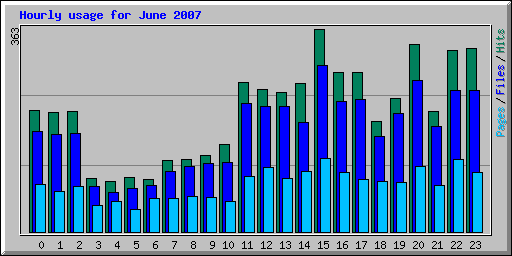 Hourly usage for June 2007
363
Pages / Files / Hits
0 1 2 3 4 5 6 7 8 9 10 11 12 13 14 15 16 17 18 19 20 21 22 23